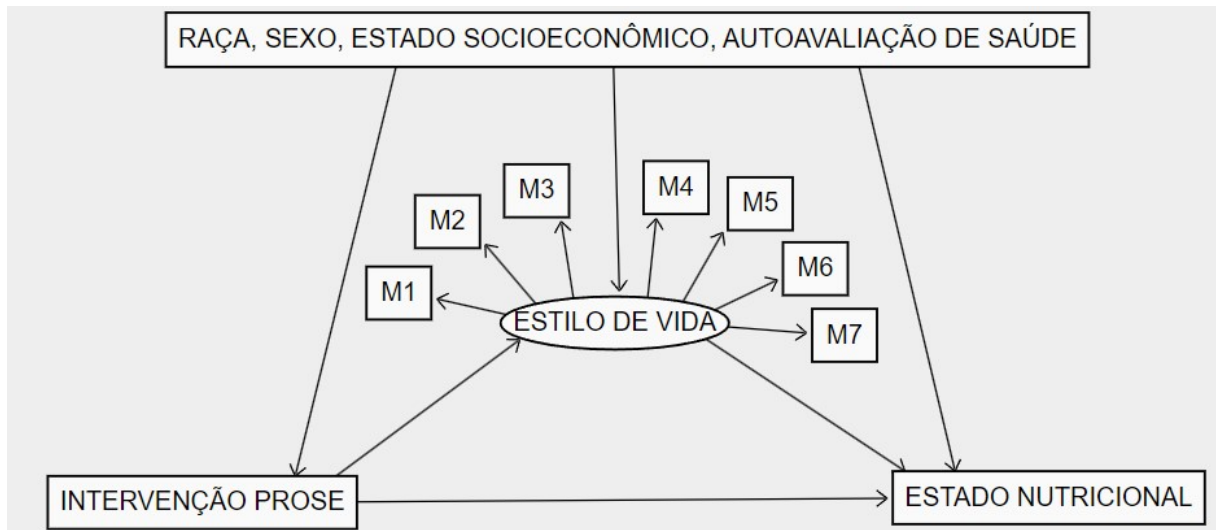 RAÇA, SEXO, ESTADO SOCIOECONÔMICO, AUTOAVALIAÇÃO DE SAÚDE
M3
M4
M5
M2
M6
M1
ESTILO DE VIDA
M7
INTERVENÇÃO PROSE
ESTADO NUTRICIONAL